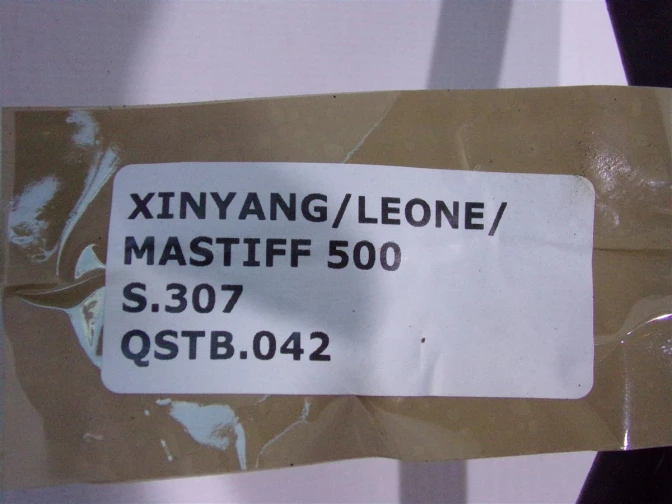 XINYANG/LEONE/
MASTIFF 500
S.307
QSTB.042